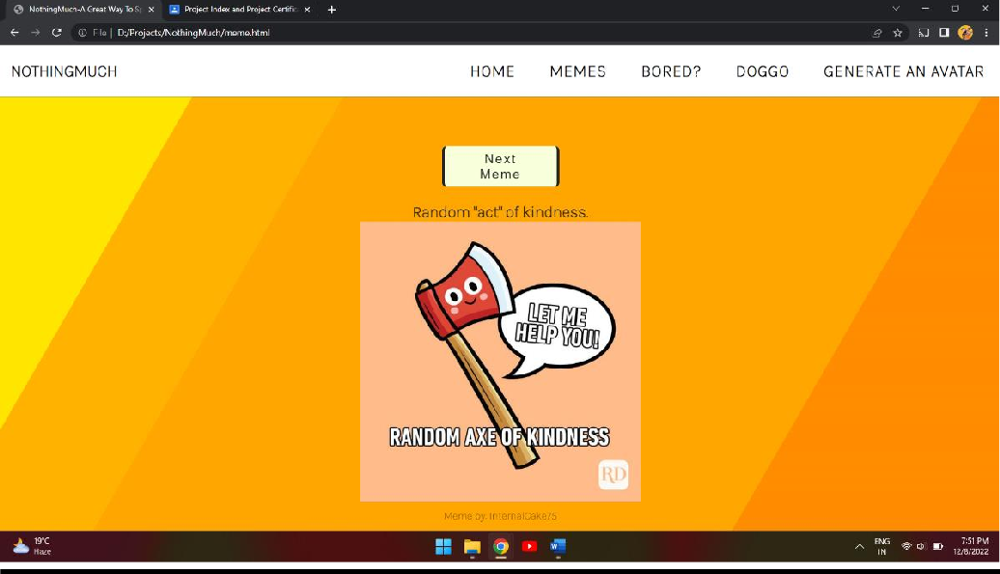 NothingMuch-A Great Way To Sp
Project Index and Project Certific
File | D:/Projects/NothingMuch/meme.html
NOTHINGMUCH
HOME
MEMES
BORED?
DOGGO
GENERATE AN AVATAR
Next
Meme
Random "act" of kindness.
LET ME
HELP YOU!
RANDOM AXE OF KINDNESS
RD
Meme by: InternalCake75
19°C
Haze
ENG
IN
7:51 PM
12/8/2022